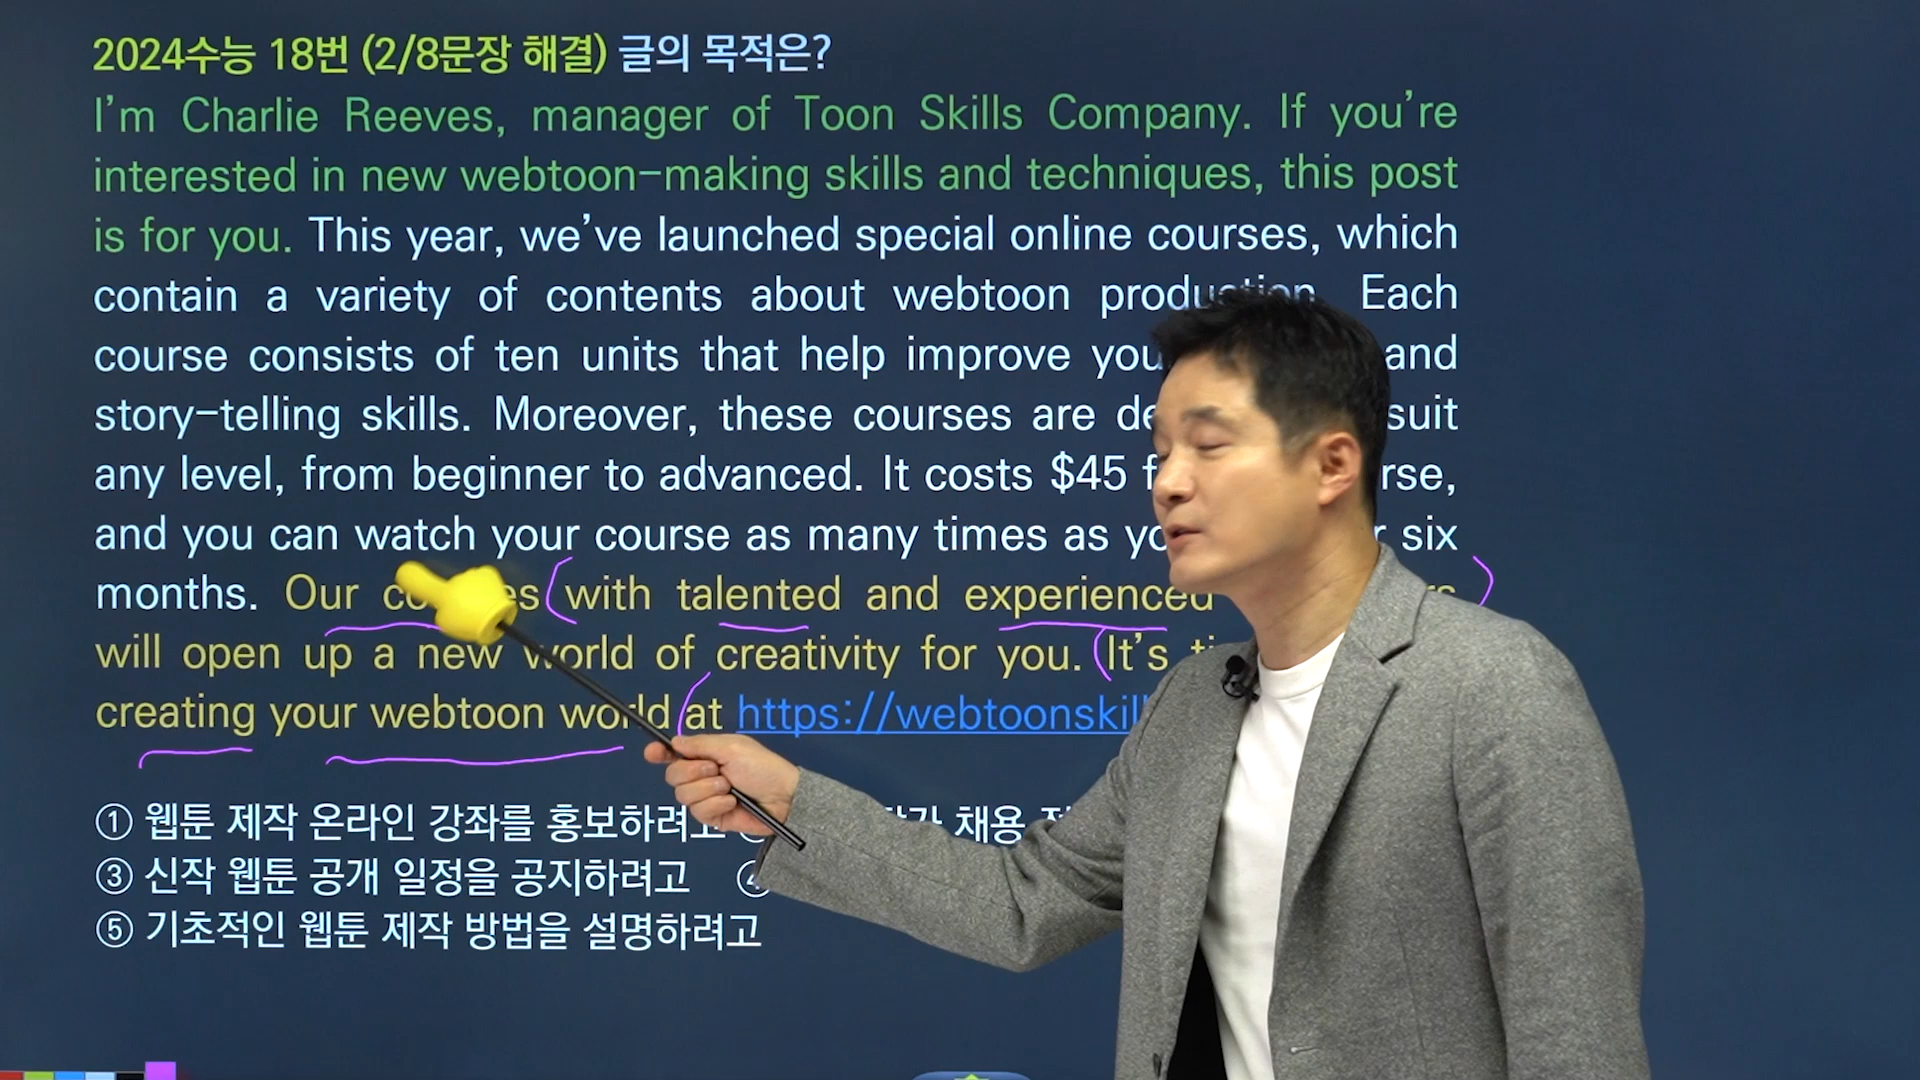 2024수능 18번 (2/8문장 해결) 글의 목적은?
I'm Charlie Reeves, manager of Toon Skills Company. If you're
interested in new webtoon-making skills and techniques, this post
is for you. This year, we've launched special online courses, which
contain a variety of contents about webtoon production. Each
course consists of ten units that help improve and
story-telling skills. Moreover, these courses are suit
any level, from beginner to advanced. It costs $45
and you can watch your course as many times as six
months. Our with talented and experienced
will open up a new world of creativity for you. It's
creating your webtoon world at https://webtoonskil
① 웹툰 제작 온라인 강좌를 홍보하려고 채용
③ 신작 웹툰 공개 일정을 공지하려고 ④
⑤ 기초적인 웹툰 제작 방법을 설명하려고